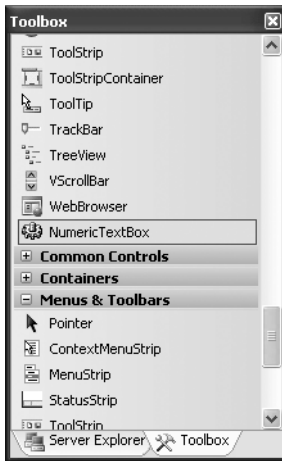 Toolbox
ToolStrip
ToolStripContainer
ToolTip
TrackBar
TreeView
VScrollBar
WebBrowser
NumericTextBox
Common Controls
Containers
Menus & Toolbars
Pointer
ContextMenuStrip
MenuStrip
StatusStrip
ToolStrip
Server Explorer Toolbox